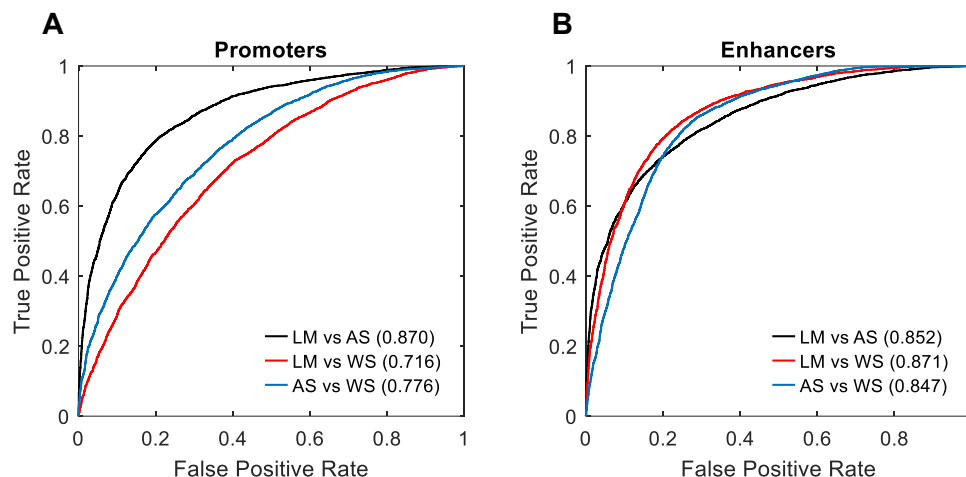 A
Promoters
True Positive Rate
1
0.8
0.6
0.4
0.2
0
LM vs AS (0.870)
LM vs WS (0.716)
AS vs WS (0.776)
0 0.2 0.4 0.6 0.8 1
False Positive Rate
B
Enhancers
True Positive Rate
1
0.8
0.6
0.4
0.2
0
LM vs AS (0.852)
LM vs WS (0.871)
AS vs WS (0.847)
0 0.2 0.4 0.6 0.8
False Positive Rate